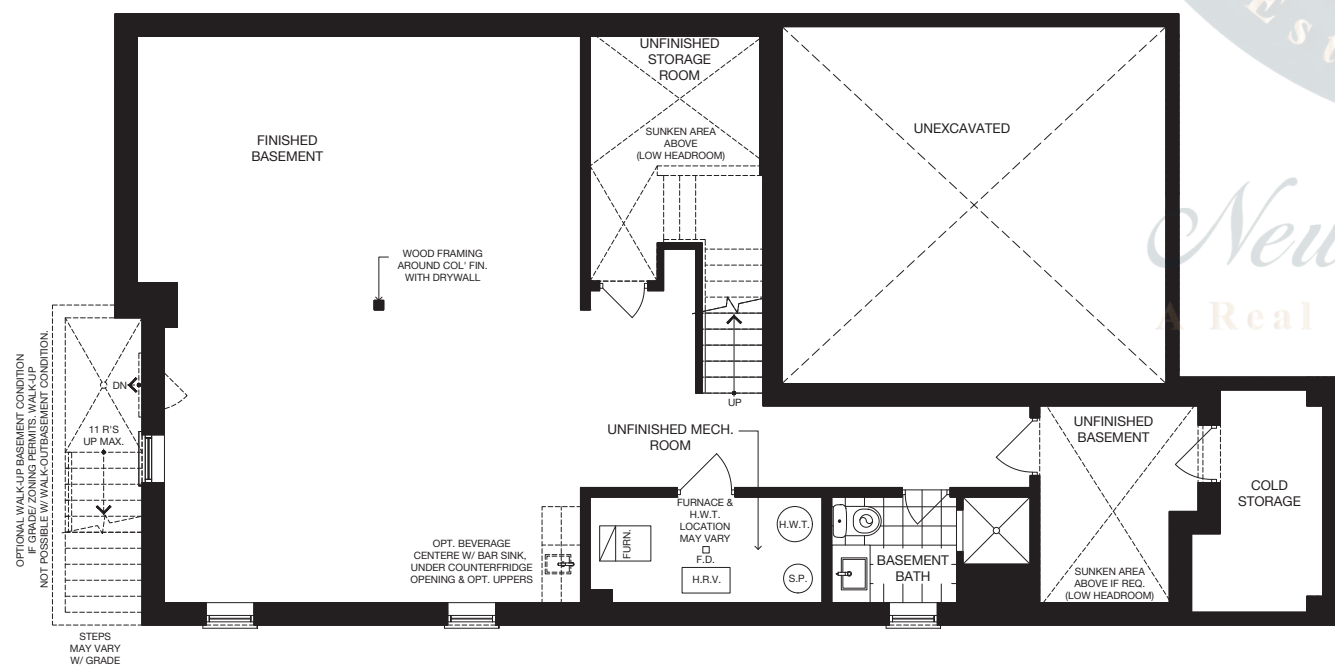 FINISHED
BASEMENT
UNFINISHED
STORAGE
ROOM
SUNKEN AREA
ABOVE
(LOW HEADROOM)
UNEXCAVATED
Est
New
A Real
WOOD FRAMING
AROUND COL' FIN.
WITH DRYWALL
OPTIONAL WALK-UP BASEMENT CONDITION
IF GRADE/ZONING PERMITS. WALK-UP
NOT POSSIBLE W/ WALK-OUTBASEMENT CONDITION.
DN
11 R'S
UP MAX.
STEPS
MAY VARY
W/ GRADE
UP
UNFINISHED MECH.
ROOM
OPT. BEVERAGE
CENTERE W/ BAR SINK,
UNDER COUNTERFRIDGE
OPENING & OPT. UPPERS
FURN.
FURNACE &
H.W.T.
LOCATION
MAY VARY
F.D.
H.R.V.
H.W.T.
S.P.
BASEMENT
BATH
UNFINISHED
BASEMENT
SUNKEN AREA
ABOVE IF REQ.
(LOW HEADROOM)
COLD
STORAGE